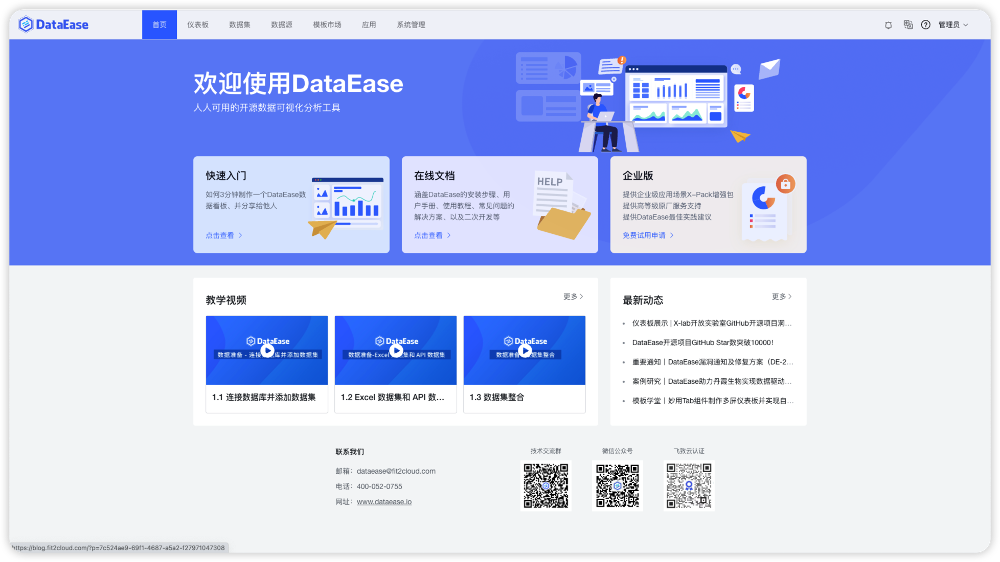 DataEase
首页
仪表板
数据集
数据源
模板市场
应用
系统管理
管理员
欢迎使用DataEase
人人可用的开源数据可视化分析工具
快速入门
如何3分钟制作一个DataEase数
据看板、并分享给他人
点击查看
在线文档
涵盖DataEase的安装步骤、用
户手册、使用教程、常见问题的
解决方案、以及二次开发等
点击查看
HELP
企业版
提供企业级应用场景X-Pack增强包
提供高等级原厂服务支持
提供DataEase最佳实践建议
免费试用申请
教学视频
更多
DataEase
数据准备 - 连接 库并添加数据集
1.1 连接数据库并添加数据集
DataEase
数据准备-Excel 集和 API 数据集
1.2 Excel 数据集和 API 数...
DataEase
数据准备 据集整合
1.3 数据集整合
最新动态
更多
仪表板展示 | X-lab开放实验室GitHub开源项目洞...
DataEase开源项目GitHub Star数突破10000！
重要通知丨DataEase漏洞通知及修复方案（DE-2...
案例研究丨DataEase助力丹霞生物实现数据驱动...
模板学堂丨妙用Tab组件制作多屏仪表板并实现自...
联系我们
邮箱：dataease@fit2cloud.com
电话：400-052-0755
网址：www.dataease.io
技术交流群
微信公众号
飞致云认证
https://blog.fit2cloud.com/?p=7c524ae9-69f1-4687-a5a2-f27971047308